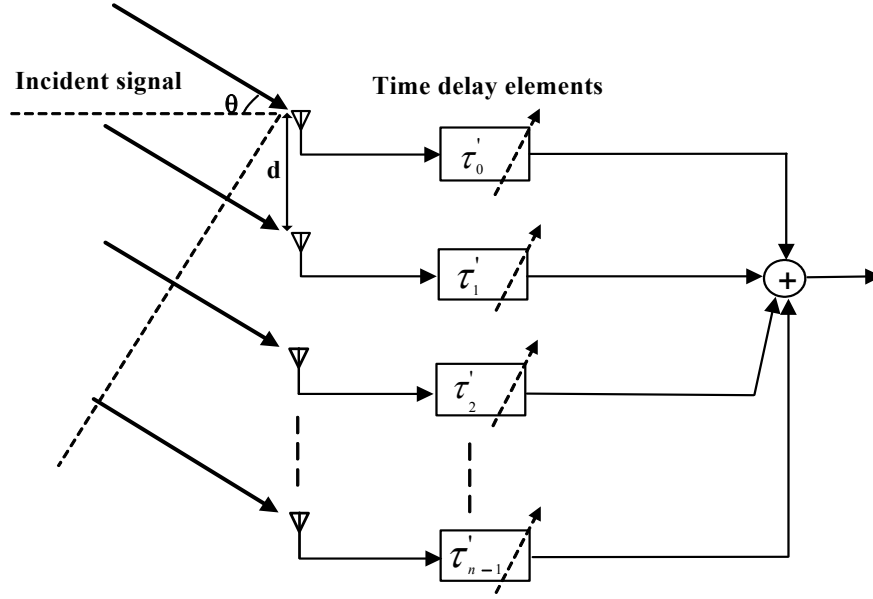 Incident signal
Time delay elements
θ
τ'₀
d
τ'₁
+
τ'₂
τ'ₙ₋₁